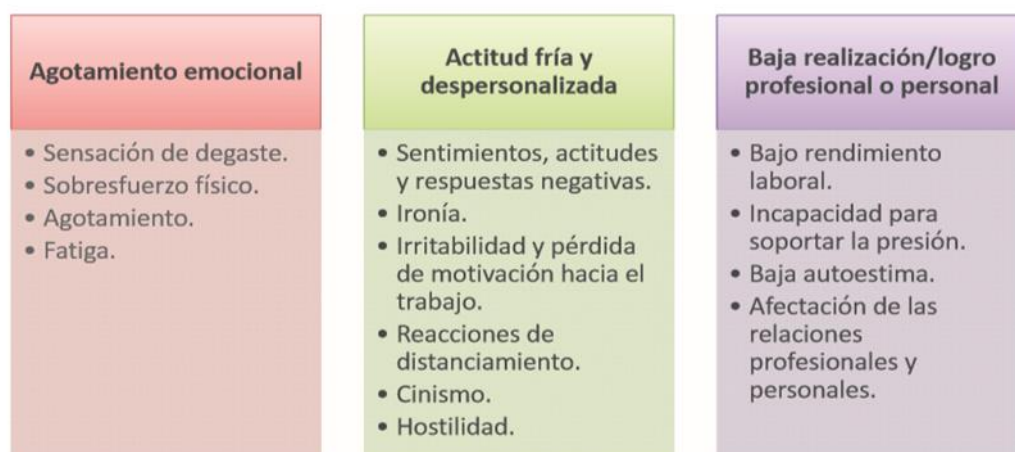 Agotamiento emocional
• Sensación de degaste.
• Sobresfuerzo físico.
• Agotamiento.
• Fatiga.
Actitud fría y
despersonalizada
• Sentimientos, actitudes
y respuestas negativas.
• Ironía.
• Irritabilidad y pérdida
de motivación hacia el
trabajo.
• Reacciones de
distanciamiento.
• Cinismo.
• Hostilidad.
Baja realización/logro
profesional o personal
• Bajo rendimiento
laboral.
• Incapacidad para
soportar la presión.
• Baja autoestima.
• Afectación de las
relaciones
profesionales y
personales.